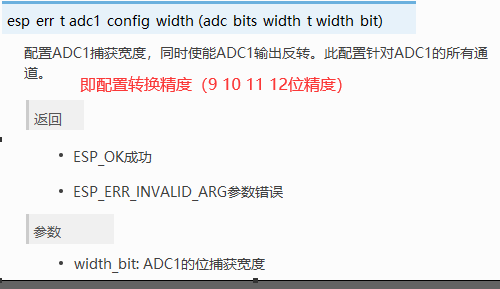 esp err t adc1 config width (adc bits width t width bit)
配置ADC1捕获宽度，同时使能ADC1输出反转。此配置针对ADC1的所有通
道。
即配置转换精度（9 10 11 12位精度）
返回
• ESP_OK成功
• ESP_ERR_INVALID_ARG参数错误
参数
• width_bit: ADC1的位捕获宽度